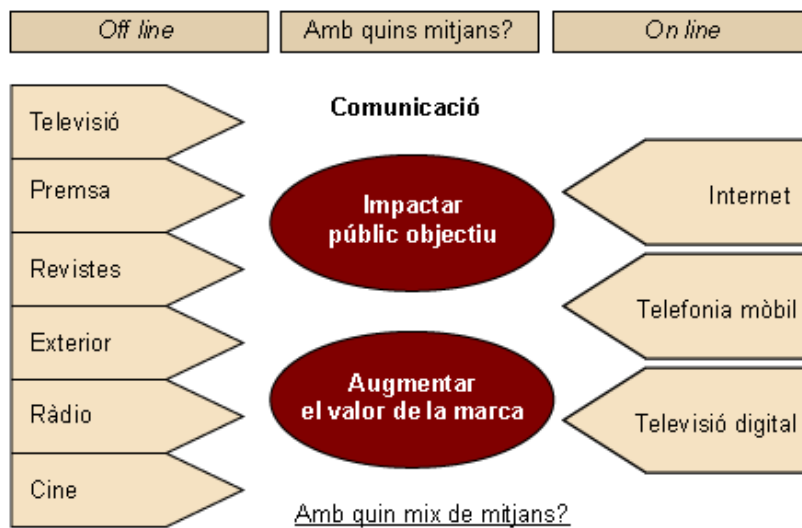 Off line
Amb quins mitjans?
On line
Televisió
Premsa
Revistes
Exterior
Ràdio
Cine
Comunicació
Impactar
públic objectiu
Augmentar
el valor de la marca
Amb quin mix de mitjans?
Internet
Telefonia mòbil
Televisió digital